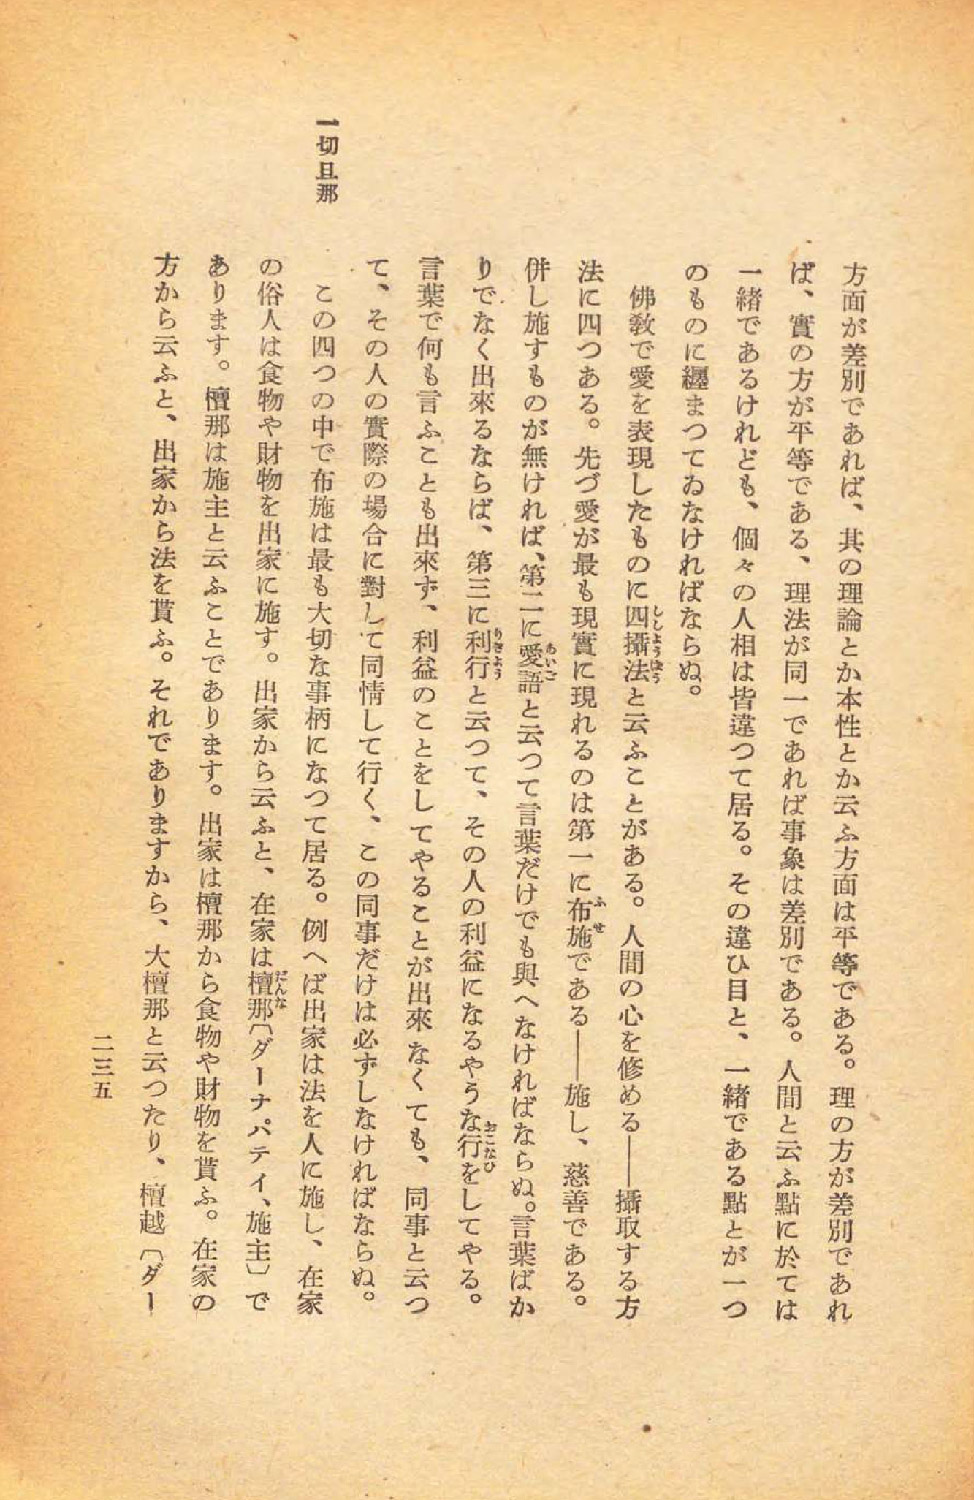 一切旦那
方面が差別であれば、其の理論とか本性とか云ふ方面は平等である。理の方が差別であれ
ば、實の方が平等である、理法が同一であれば事象は差別である。人間と云ふ點に於ては
一緒であるけれども、個々の人相は皆違つて居る。その違ひ目と、一緒である點とが一つ
のものに纒まつてゐなければならぬ。
佛敎で愛を表現したものに四攝法と云ふことがある。人間の心を修める――攝取する方
法に四つある。先づ愛が最も現實に現れるのは第一に布施である――施し、慈善である。
併し施すものが無ければ、第二に愛語と云つて言葉だけでも與へなければならぬ。言葉ばか
りでなく出來るならば、第三に利行と云つて、その人の利益になるやうな行をしてやる。
言葉で何も言ふことも出來ず、利益のことをしてやることが出來なくても、同事と云つ
て、その人の實際の場合に對して同情して行く、この同事だけは必ずしなければならぬ。
この四つの中で布施は最も大切な事柄になつて居る。例へば出家は法を人に施し、在家
の俗人は食物や財物を出家に施す。出家から云ふと、在家は檀那〔ダーナパティ、施主〕で
あります。檀那は施主と云ふことであります。出家は檀那から食物や財物を貰ふ。在家の
方から云ふと、出家から法を貰ふ。それでありますから、大檀那と云つたり、檀越〔ダー
二三五